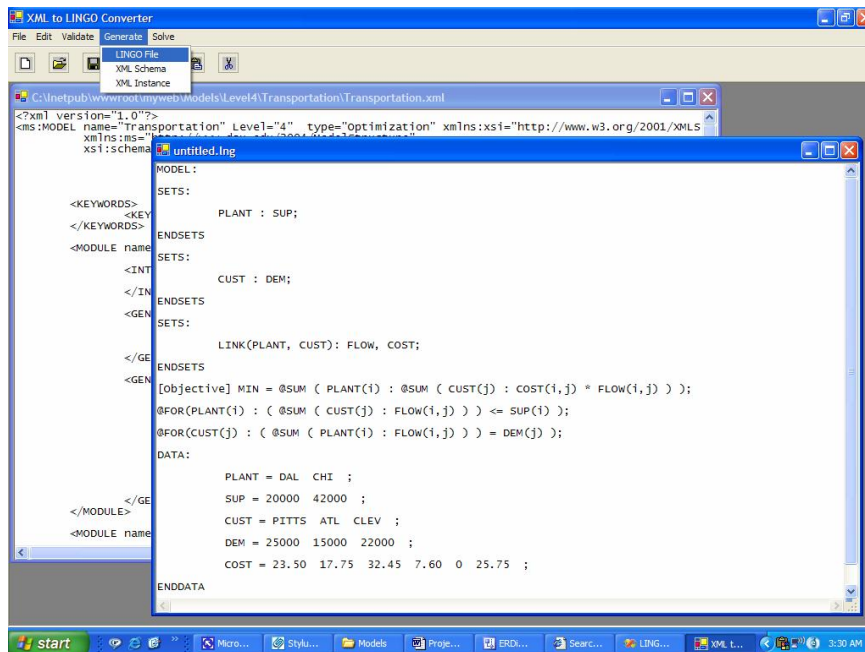 XML to LINGO Converter
File Edit Validate Generate Solve
LINGO File
XML Schema
XML Instance
C:\Inetpub\wwwroot\myweb\Models\Level4\Transportation\Transportation.xml
<?xml version="1.0"?>
<ms:MODEL name="Transportation" Level="4" type="Optimization" xmlns:xsi="http://www.w3.org/2001/XMLS
xmlns:ms=
xsi:schema
<KEYWORDS>
<KEY
</KEYWORDS>
<MODULE name
<INT
</IN
<GEN
</GE
<GEN
</GE
</MODULE>
<MODULE name
untitled.lng
MODEL:
SETS:
PLANT : SUP;
ENDSETS
SETS:
CUST : DEM;
ENDSETS
SETS:
LINK(PLANT, CUST): FLOW, COST;
ENDSETS
[Objective] MIN = @SUM ( PLANT(i) : @SUM ( CUST(j) : COST(i,j) * FLOW(i,j) ) );
@FOR(PLANT(i) : ( @SUM ( CUST(j) : FLOW(i,j) ) ) <= SUP(i) );
@FOR(CUST(j) : ( @SUM ( PLANT(i) : FLOW(i,j) ) ) = DEM(j) );
DATA:
PLANT = DAL CHI ;
SUP = 20000 42000 ;
CUST = PITTS ATL CLEV ;
DEM = 25000 15000 22000 ;
COST = 23.50 17.75 32.45 7.60 0 25.75 ;
ENDDATA
start
Micro...
Stylu...
Models
Proje...
ERDi...
Searc...
LING...
XML t...
3:30 AM